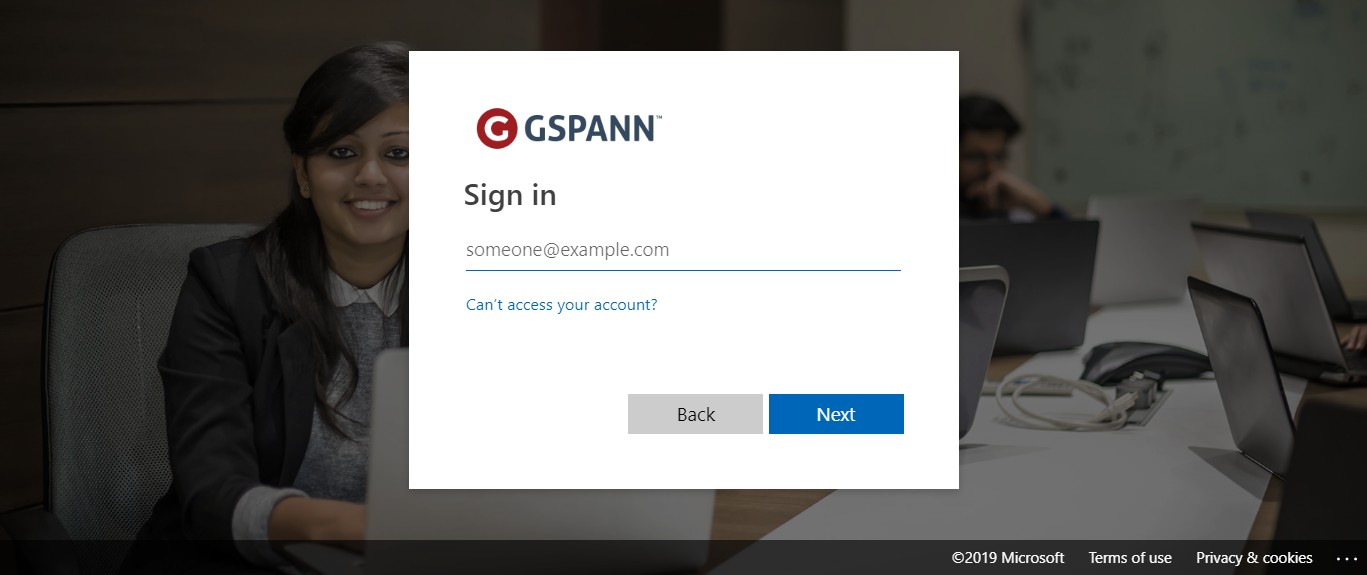 GSPANN™
Sign in
someone@example.com
Can't access your account?
Back
Next
©2019 Microsoft
Terms of use
Privacy & cookies
...